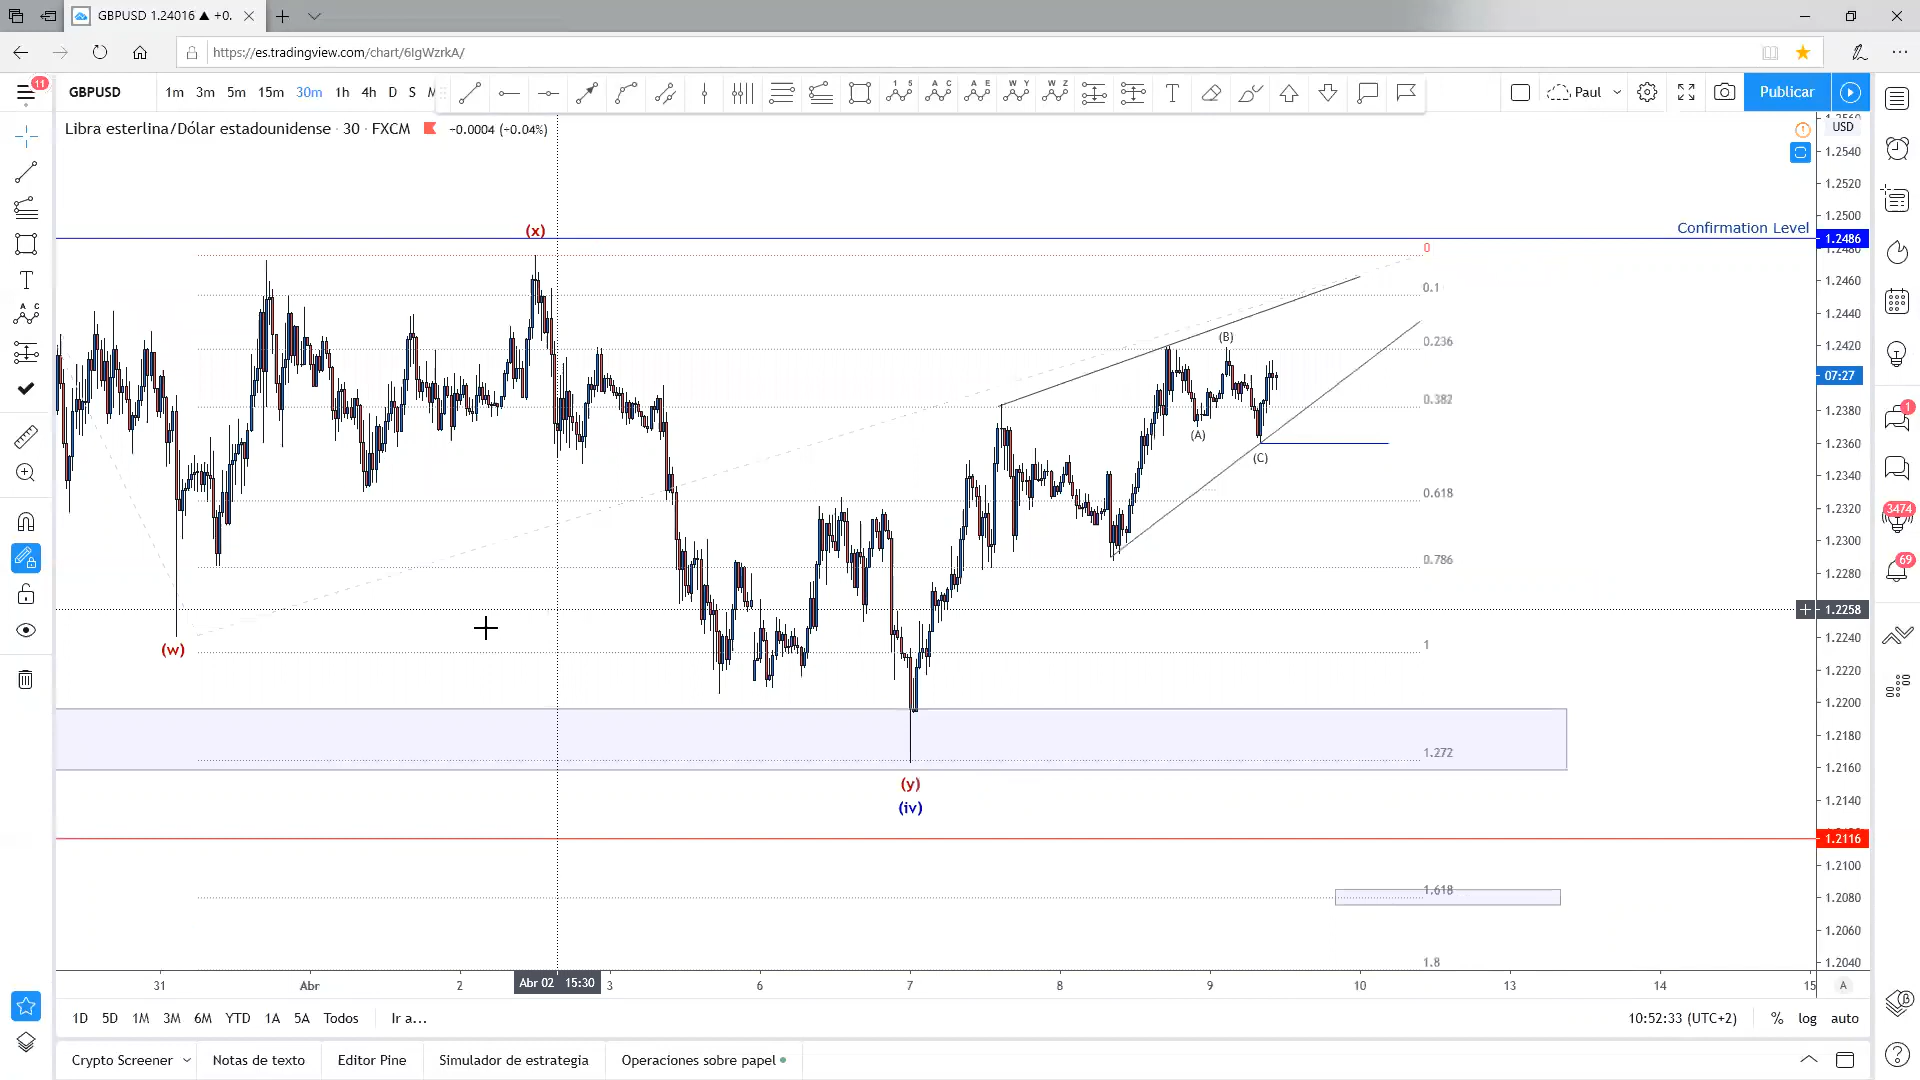 GBPUSD 1.24016 ▲ +0.
https://es.tradingview.com/chart/6IgWzrkA/
11
GBPUSD 1m 3m 5m 15m 30m 1h 4h D S
1 5 A C A E W Y W Z T
Paul Publicar
Libra esterlina/Dólar estadounidense · 30 · FXCM −0.0004 (−0.04%)
USD
1.2540
1.2520
1.2500
Confirmation Level 1.2486
(x)
0
1.2460
0.1
1.2440
(B)
0.236
1.2420
07:27
0.382
1.2380
(A)
1.2360
(C)
1.2340
0.618
1.2320
1.2300
0.786
1.2280
1.2258
1.2240
(w)
1
1.2220
1.2200
1.2180
1.272
1.2160
(y)
(iv)
1.2140
1.2116
1.2100
1.618
1.2080
1.2060
1.8
1.2040
31 Abr 2 Abr 02 15:30 3 6 7 8 9 10 13 14 15 A
1D 5D 1M 3M 6M YTD 1A 5A Todos Ir a... 10:52:33 (UTC+2) % log auto
Crypto Screener Notas de texto Editor Pine Simulador de estrategia Operaciones sobre papel
T
A C
1
3474
69